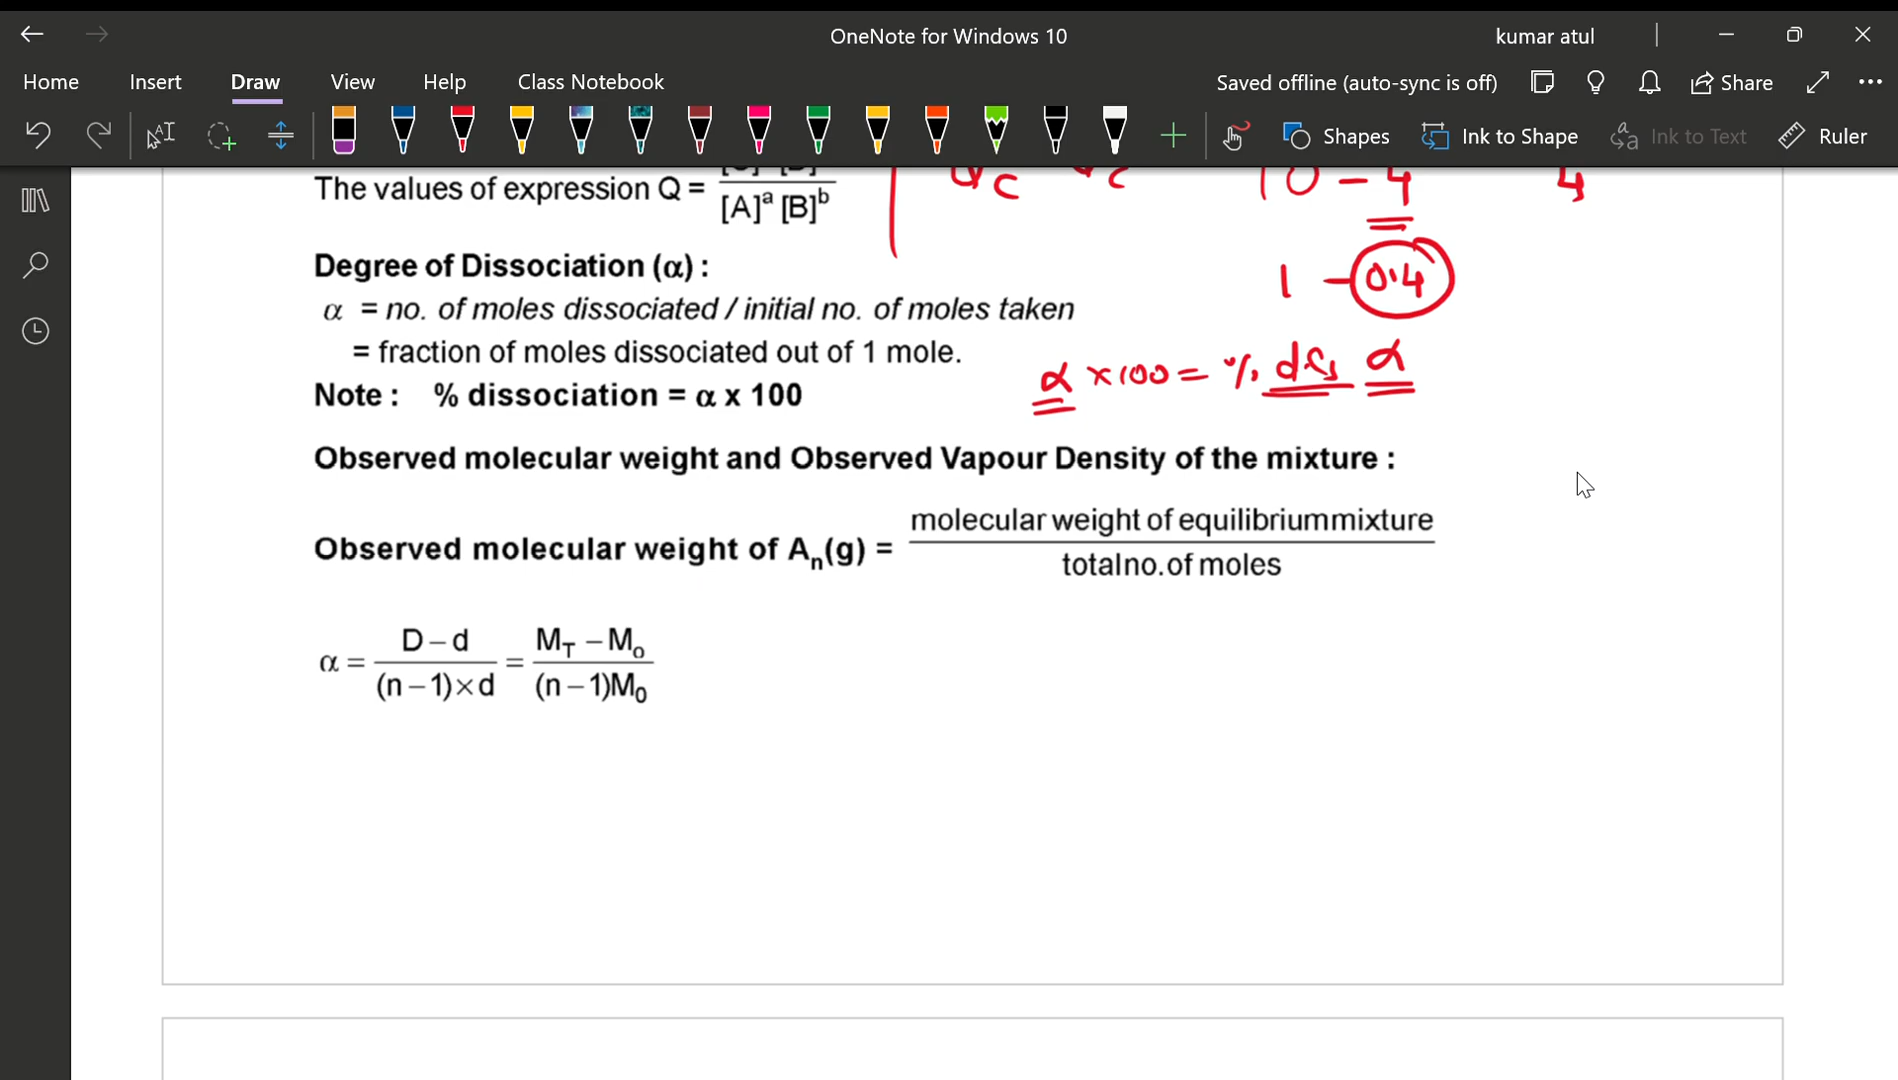 OneNote for Windows 10
kumar atul
Home Insert Draw View Help Class Notebook
Saved offline (auto-sync is off) Share
Shapes Ink to Shape Ink to Text Ruler
The values of expression Q =
[A]ᵃ [B]ᵇ
10 - 4 4
Degree of Dissociation (α) :
1 - 0.4
α = no. of moles dissociated / initial no. of moles taken
= fraction of moles dissociated out of 1 mole.
α × 100 = % diss α
Note : % dissociation = α x 100
Observed molecular weight and Observed Vapour Density of the mixture :
Observed molecular weight of Aₙ(g) = molecular weight of equilibriummixture
totalno.of moles
α = D – d / (n – 1)×d = M_T – M_o / (n – 1)M₀